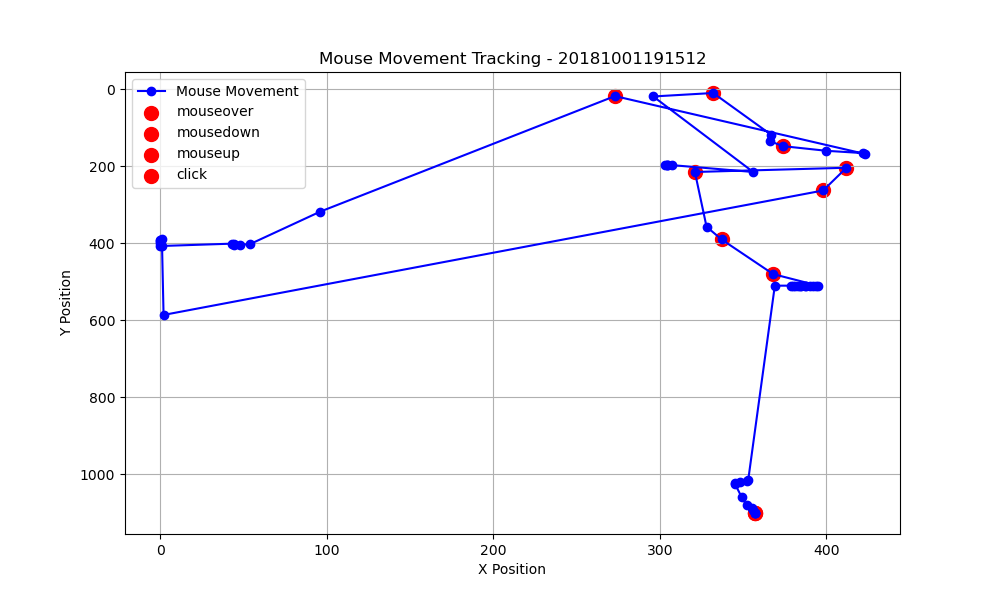 Mouse Movement Tracking - 20181001191512
Mouse Movement
mouseover
mousedown
mouseup
click
0
200
400
600
800
1000
Y Position
0 100 200 300 400
X Position